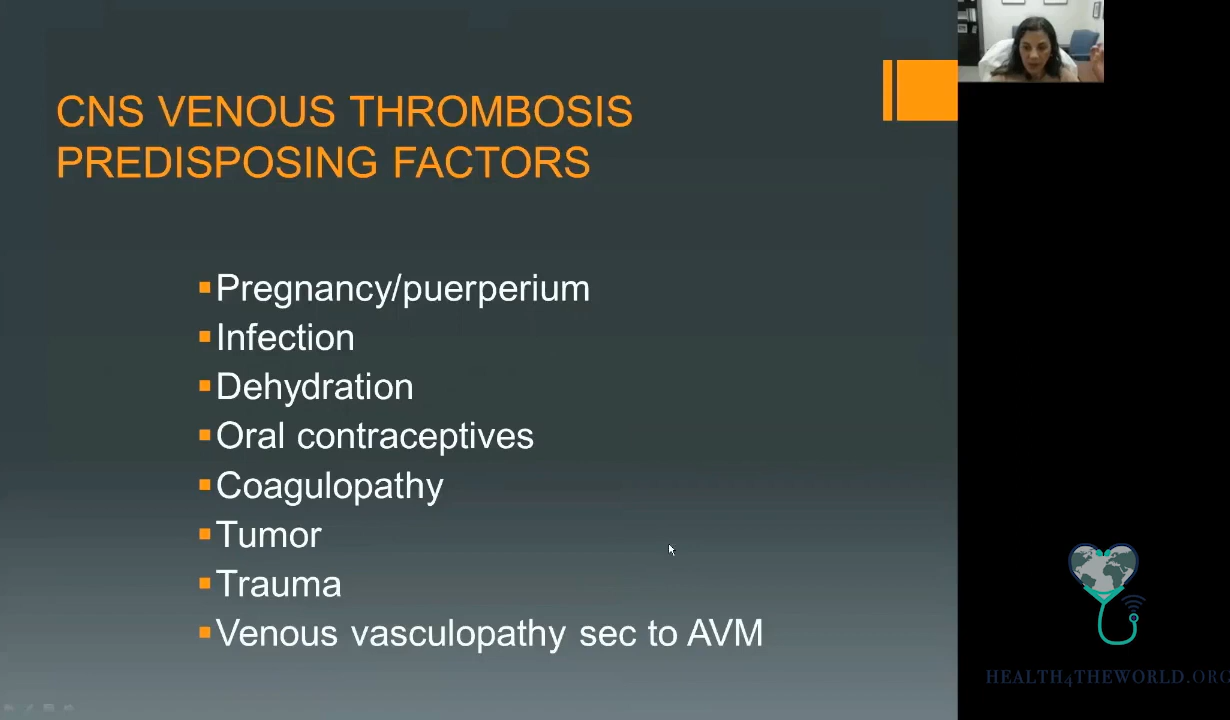 CNS VENOUS THROMBOSIS
PREDISPOSING FACTORS
Pregnancy/puerperium
Infection
Dehydration
Oral contraceptives
Coagulopathy
Tumor
Trauma
Venous vasculopathy sec to AVM
HEALTH4THEWORLD.ORG